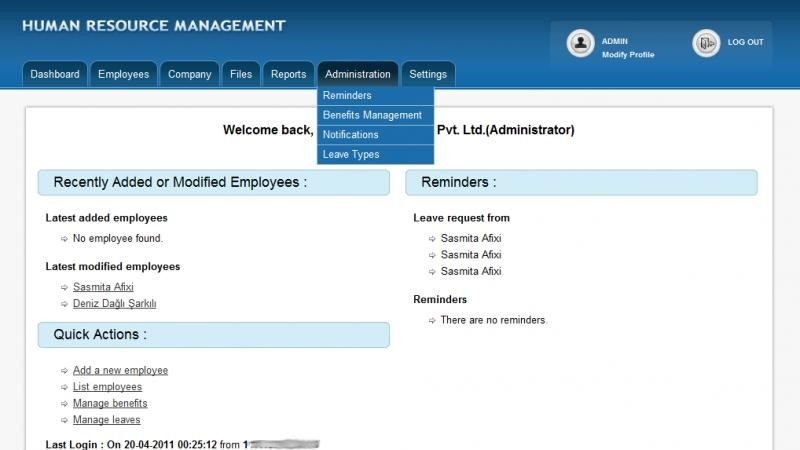 HUMAN RESOURCE MANAGEMENT
ADMIN
Modify Profile
LOG OUT
Dashboard
Employees
Company
Files
Reports
Administration
Settings
Reminders
Benefits Management
Notifications
Leave Types
Welcome back, Pvt. Ltd.(Administrator)
Recently Added or Modified Employees :
Latest added employees
No employee found.
Latest modified employees
Sasmita Afixi
Deniz Dağlı Şarkılı
Quick Actions :
Add a new employee
List employees
Manage benefits
Manage leaves
Last Login : On 20-04-2011 00:25:12 from
Reminders :
Leave request from
Sasmita Afixi
Sasmita Afixi
Sasmita Afixi
Reminders
There are no reminders.